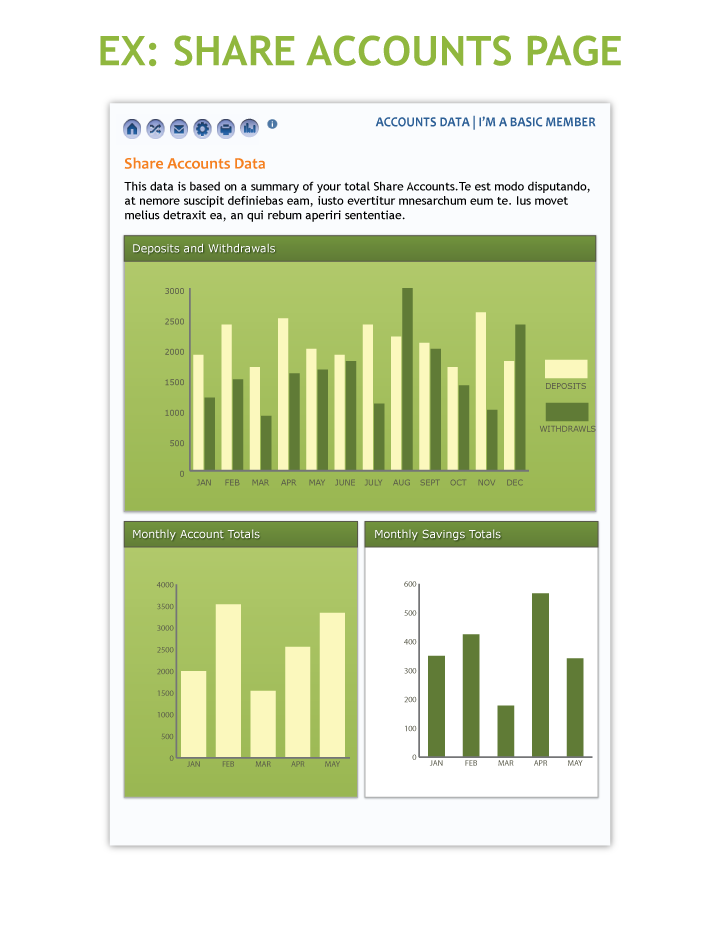 EX: SHARE ACCOUNTS PAGE
i
ACCOUNTS DATA | I'M A BASIC MEMBER
Share Accounts Data
This data is based on a summary of your total Share Accounts.Te est modo disputando,
at nemore suscipit definiebas eam, iusto evertitur mnesarchum eum te. Ius movet
melius detraxit ea, an qui rebum aperiri sententiae.
Deposits and Withdrawals
3000
2500
2000
1500
1000
500
0
JAN FEB MAR APR MAY JUNE JULY AUG SEPT OCT NOV DEC
DEPOSITS
WITHDRAWLS
Monthly Account Totals
4000
3500
3000
2500
2000
1500
1000
500
0
JAN FEB MAR APR MAY
Monthly Savings Totals
600
500
400
300
200
100
0
JAN FEB MAR APR MAY